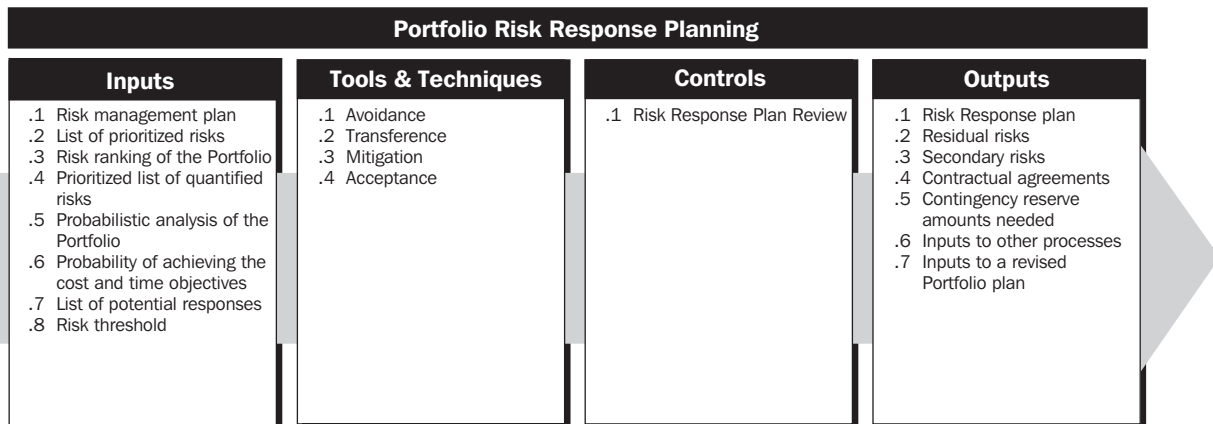 Portfolio Risk Response Planning
Inputs
.1 Risk management plan
.2 List of prioritized risks
.3 Risk ranking of the Portfolio
.4 Prioritized list of quantified
risks
.5 Probabilistic analysis of the
Portfolio
.6 Probability of achieving the
cost and time objectives
.7 List of potential responses
.8 Risk threshold
Tools & Techniques
.1 Avoidance
.2 Transference
.3 Mitigation
.4 Acceptance
Controls
.1 Risk Response Plan Review
Outputs
.1 Risk Response plan
.2 Residual risks
.3 Secondary risks
.4 Contractual agreements
.5 Contingency reserve
amounts needed
.6 Inputs to other processes
.7 Inputs to a revised
Portfolio plan